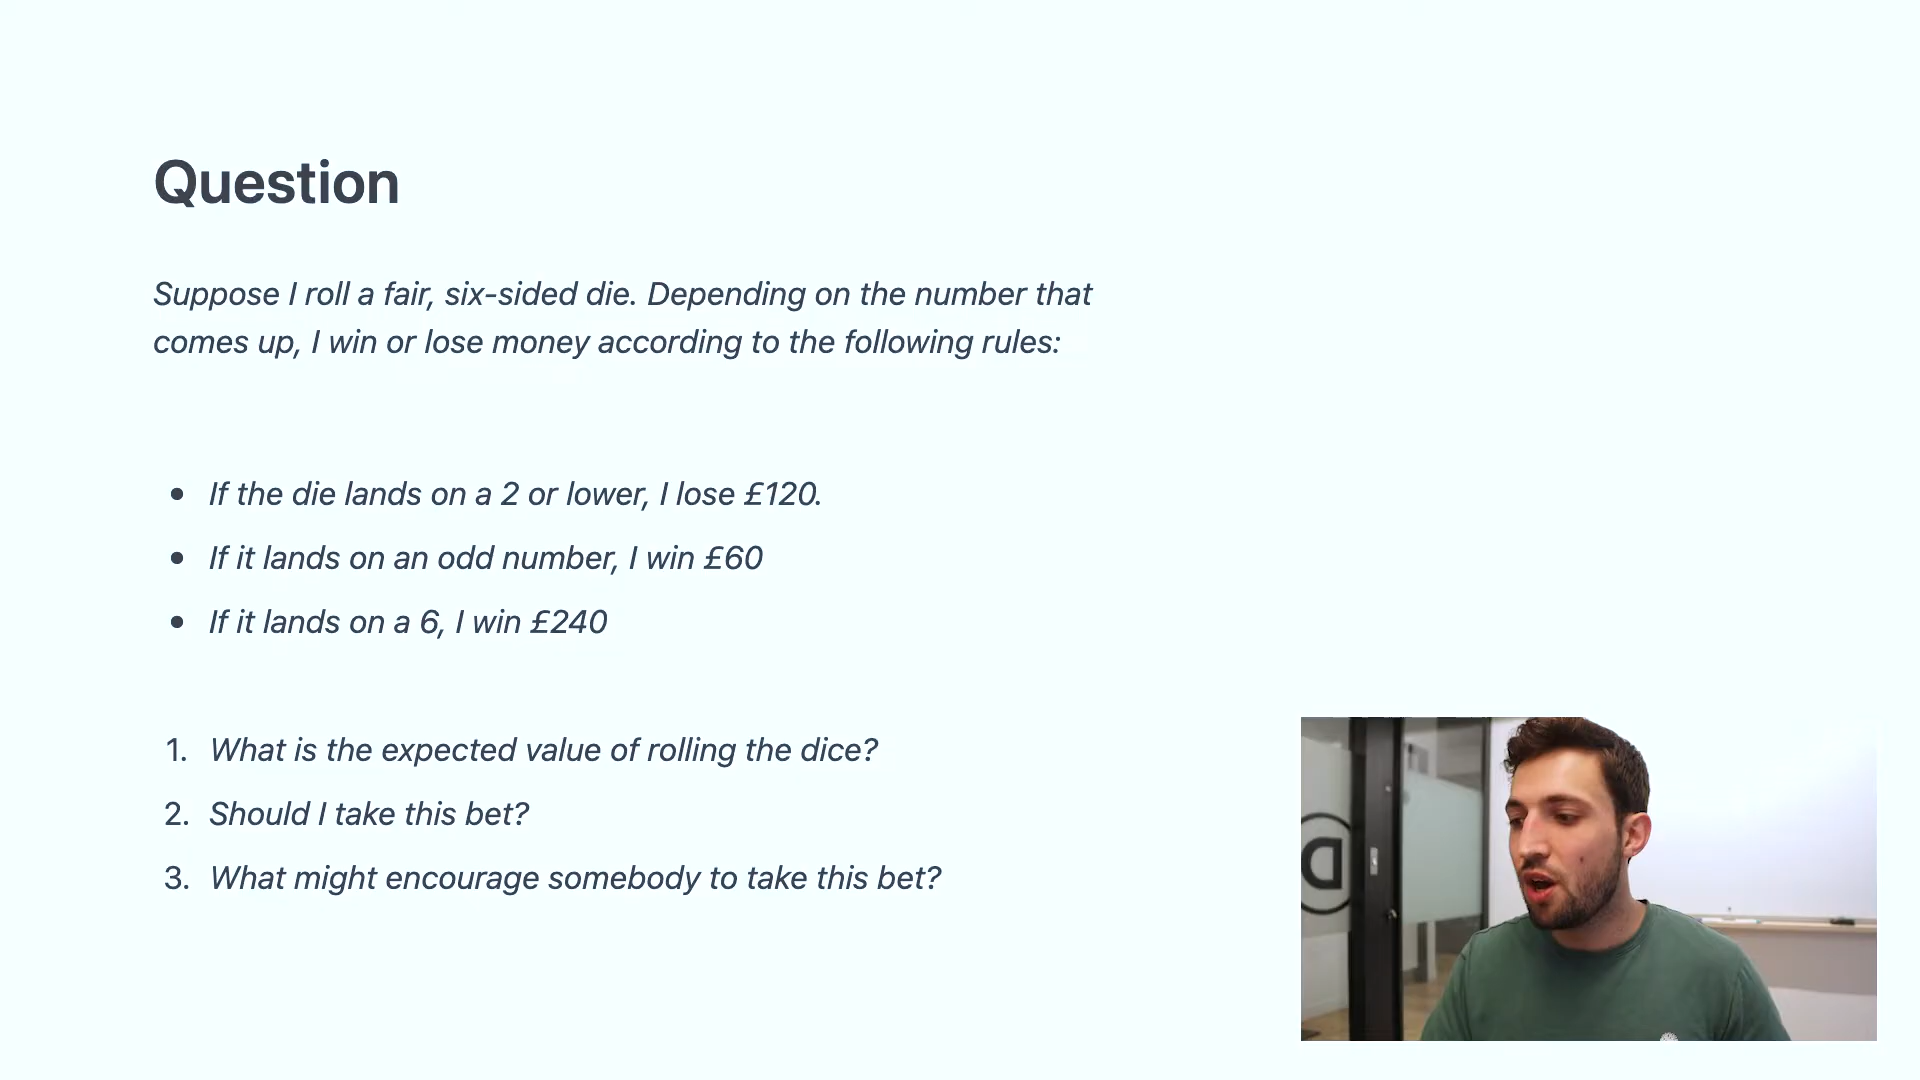 Question
Suppose I roll a fair, six-sided die. Depending on the number that
comes up, I win or lose money according to the following rules:
• If the die lands on a 2 or lower, I lose £120.
• If it lands on an odd number, I win £60
• If it lands on a 6, I win £240
1. What is the expected value of rolling the dice?
2. Should I take this bet?
3. What might encourage somebody to take this bet?